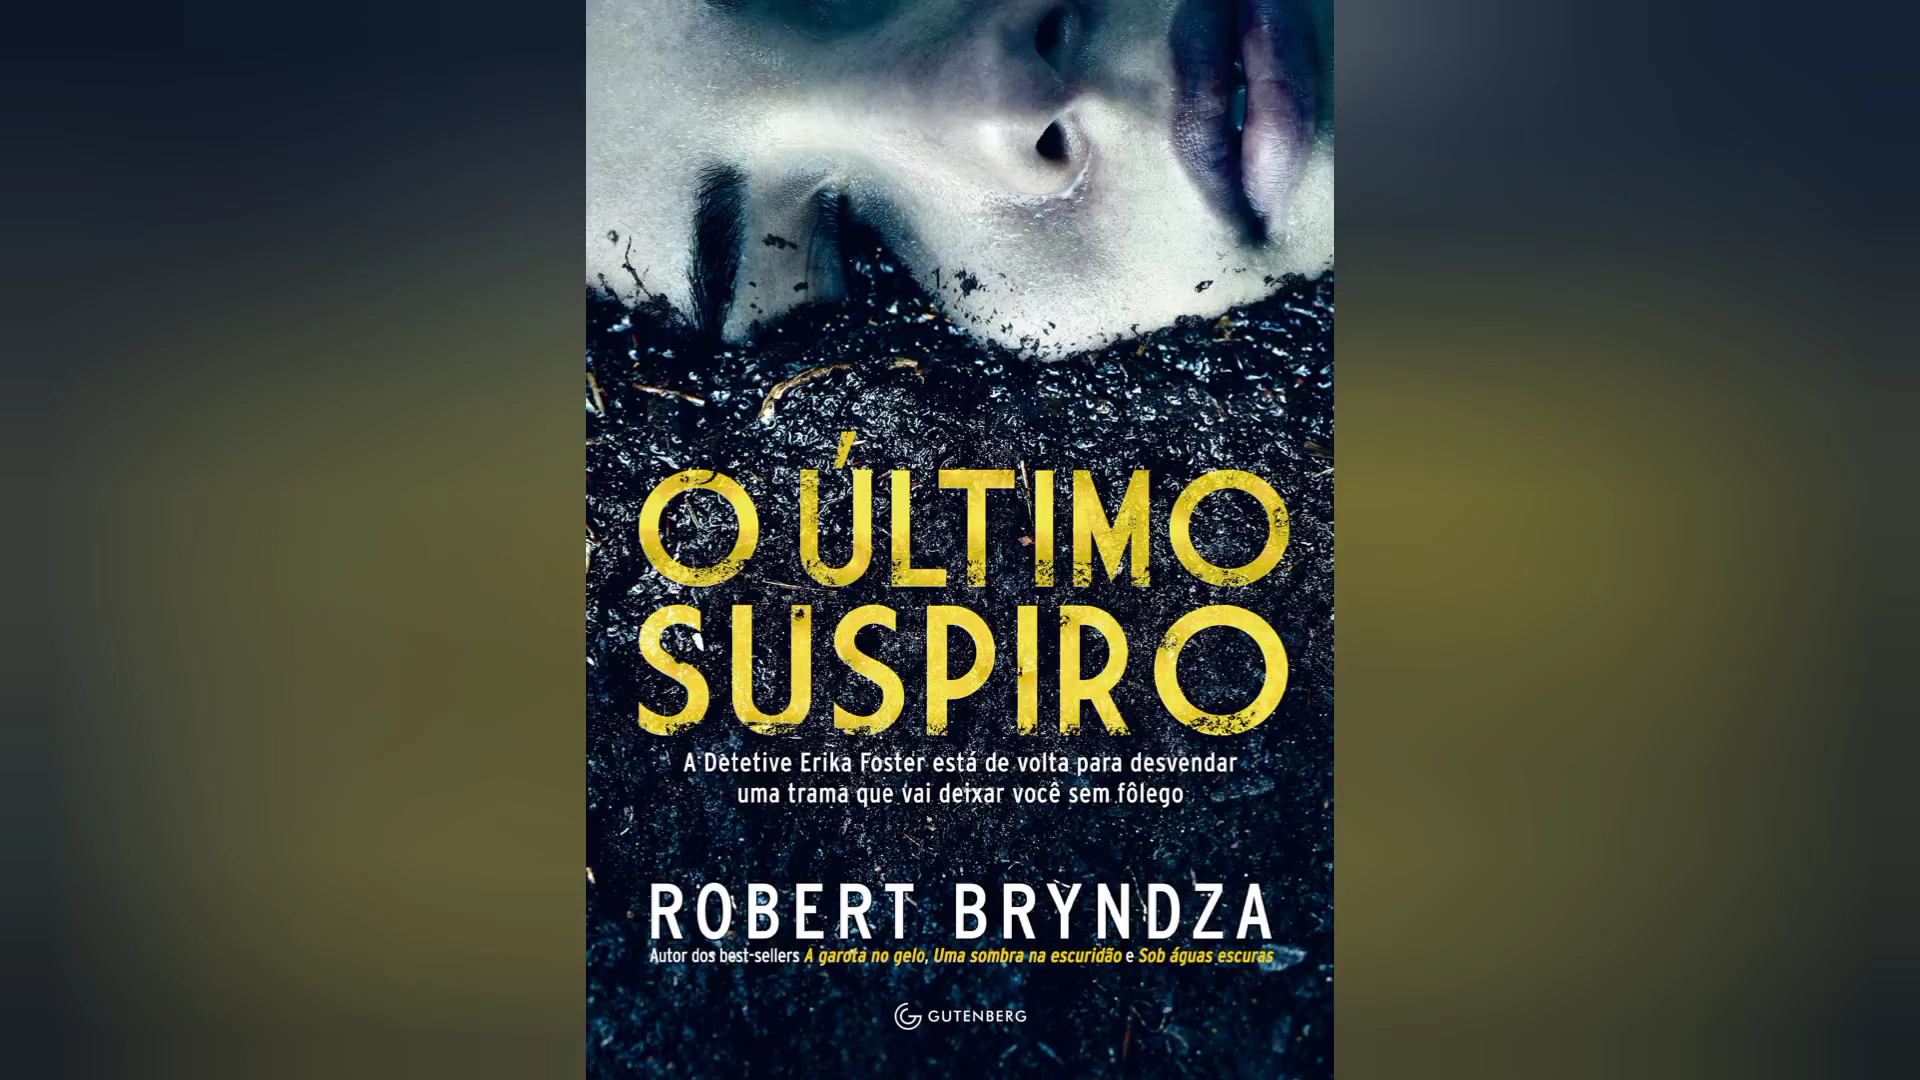 O ÚLTIMO
SUSPIRO
A Detetive Erika Foster está de volta para desvendar
uma trama que vai deixar você sem fôlego
ROBERT BRYNDZA
Autor dos best-sellers A garota no gelo, Uma sombra na escuridão e Sob águas escuras
GUTENBERG